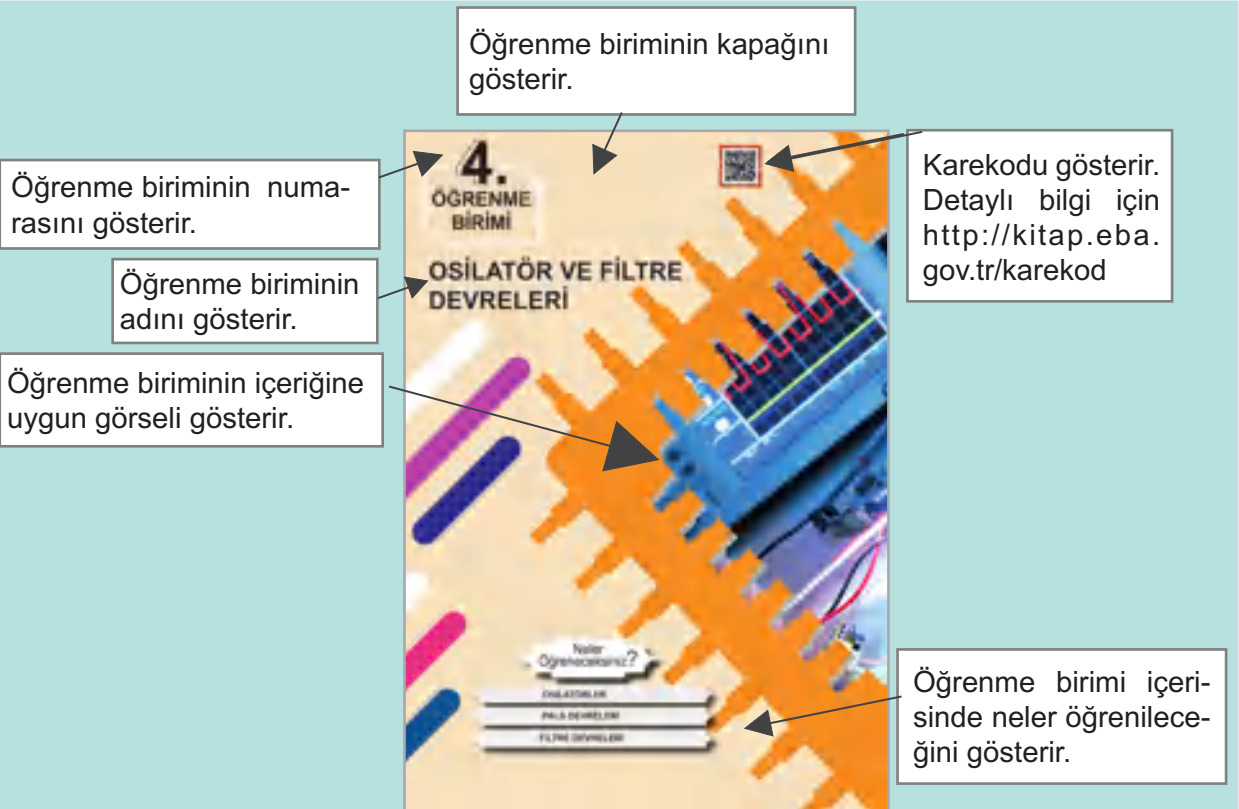 Öğrenme biriminin kapağını
gösterir.
Öğrenme biriminin numa-
rasını gösterir.
Öğrenme biriminin
adını gösterir.
Öğrenme biriminin içeriğine
uygun görseli gösterir.
4.
ÖĞRENME
BİRİMİ
OSİLATÖR VE FİLTRE
DEVRELERİ
Karekodu gösterir.
Detaylı bilgi için
http://kitap.eba.
gov.tr/karekod
Neler
Öğreneceksiniz?
OSİLATÖRLER
PALS DEVRELERİ
FİLTRE DEVRELERİ
Öğrenme birimi içeri-
sinde neler öğrenilece-
ğini gösterir.